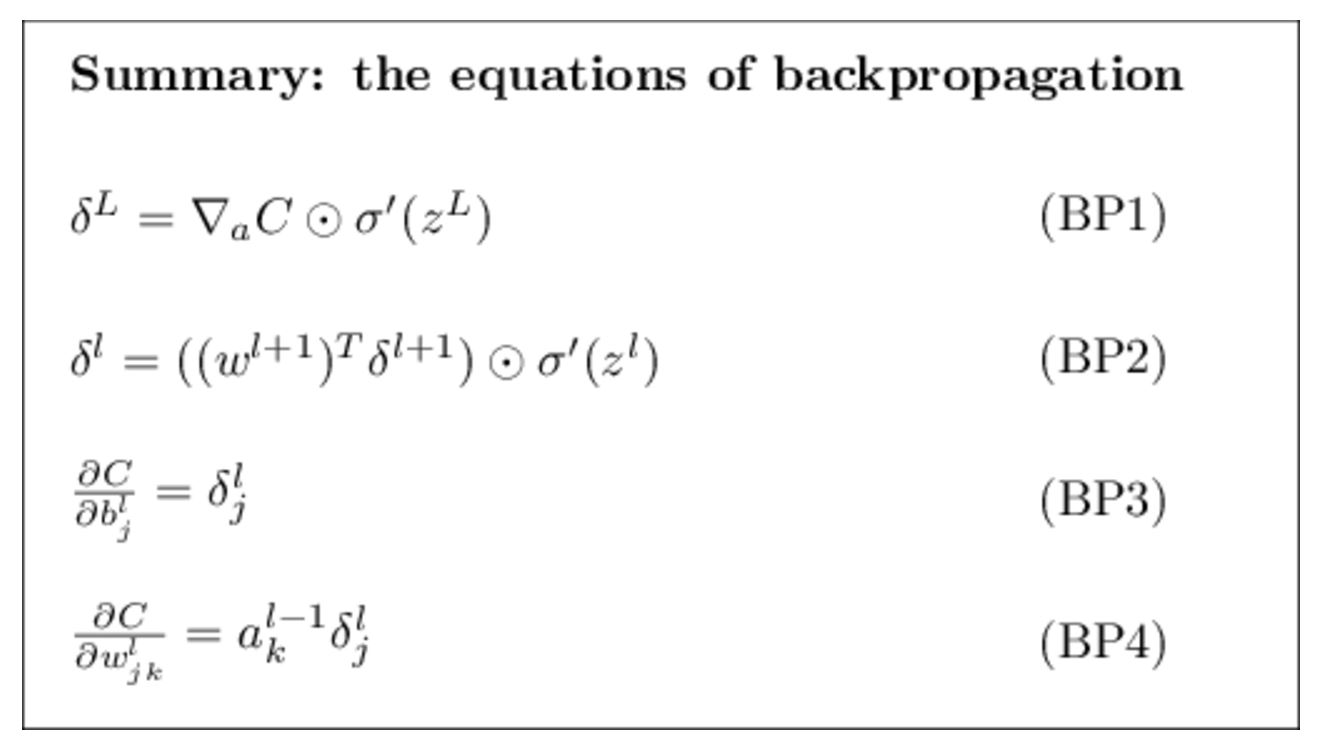 Summary: the equations of backpropagation
δ^L = ∇_a C ⊙ σ′(z^L) (BP1)
δ^l = ((w^{l+1})^T δ^{l+1}) ⊙ σ′(z^l) (BP2)
∂C/∂b^l_j = δ^l_j (BP3)
∂C/∂w^l_{jk} = a^{l−1}_k δ^l_j (BP4)